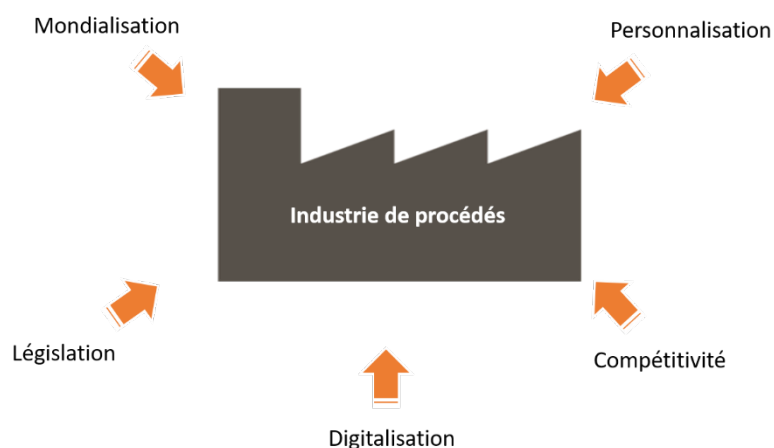 Mondialisation
Personnalisation
Industrie de procédés
Législation
Compétitivité
Digitalisation